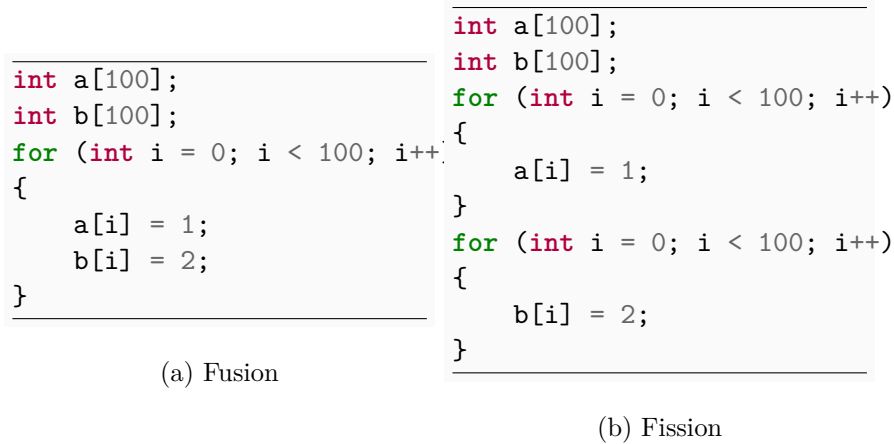 int a[100];
int b[100];
for (int i = 0; i < 100; i++)
{
    a[i] = 1;
    b[i] = 2;
}
(a) Fusion
int a[100];
int b[100];
for (int i = 0; i < 100; i++)
{
    a[i] = 1;
}
for (int i = 0; i < 100; i++)
{
    b[i] = 2;
}
(b) Fission